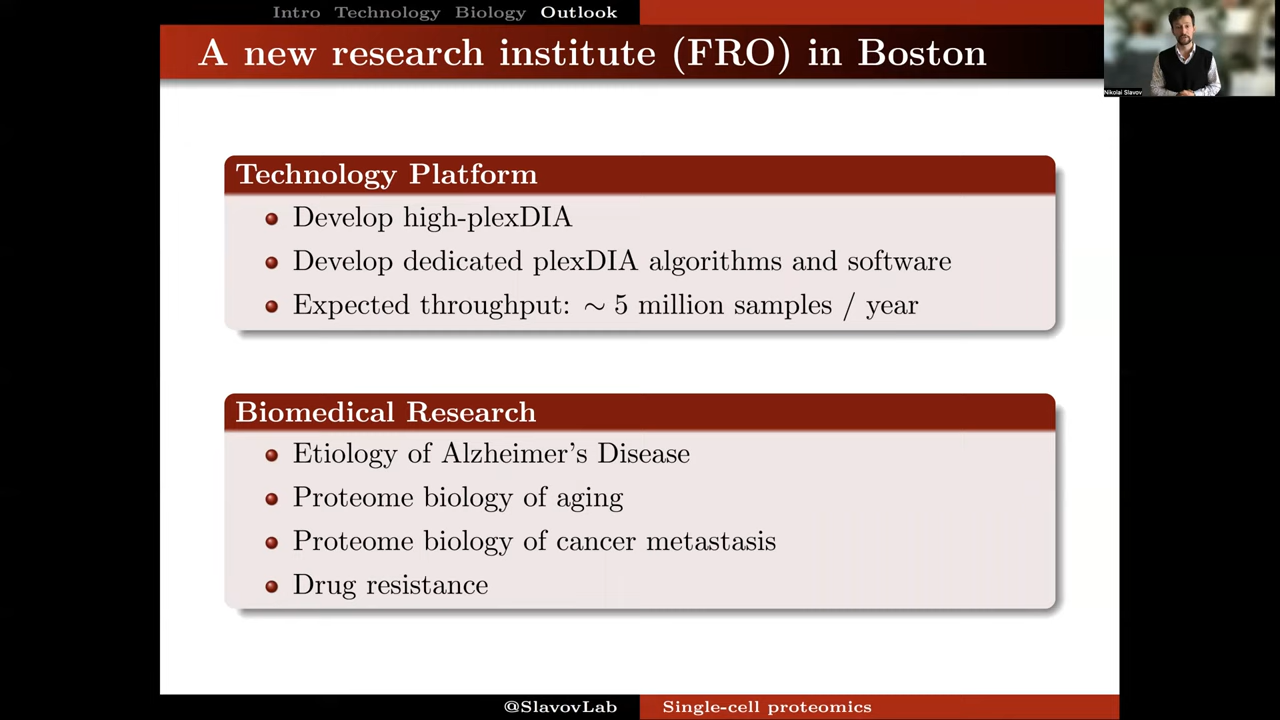 Intro Technology Biology Outlook
A new research institute (FRO) in Boston
Nikolai Slavov
Technology Platform
Develop high-plexDIA
Develop dedicated plexDIA algorithms and software
Expected throughput: ∼ 5 million samples / year
Biomedical Research
Etiology of Alzheimer's Disease
Proteome biology of aging
Proteome biology of cancer metastasis
Drug resistance
@SlavovLab Single-cell proteomics